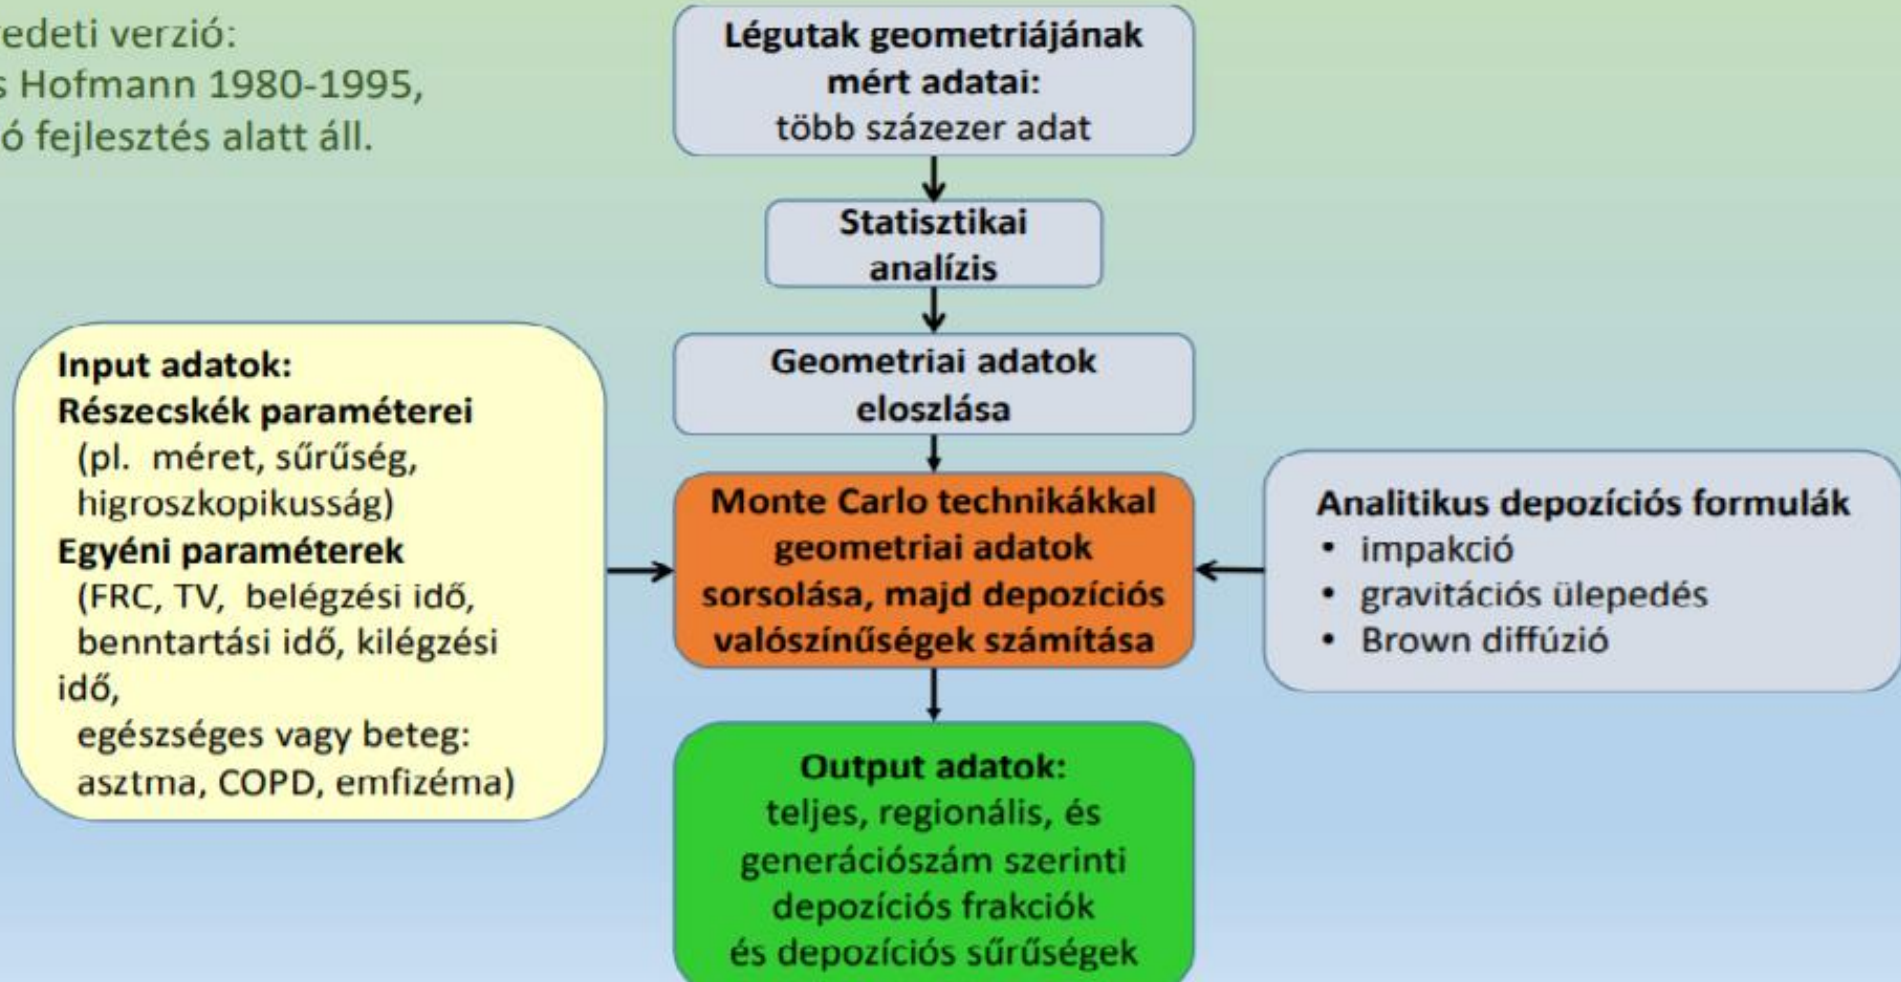 edeti verzió:
s Hofmann 1980-1995,
ó fejlesztés alatt áll.
Légutak geometriájának
mért adatai:
több százezer adat
Statisztikai
analízis
Geometriai adatok
eloszlása
Input adatok:
Részecskék paraméterei
(pl. méret, sűrűség,
higroszkopikusság)
Egyéni paraméterek
(FRC, TV, belégzési idő,
benntartási idő, kilégzési
idő,
egészséges vagy beteg:
asztma, COPD, emfizéma)
Monte Carlo technikákkal
geometriai adatok
sorsolása, majd depozíciós
valószínűségek számítása
Analitikus depozíciós formulák
• impakció
• gravitációs ülepedés
• Brown diffúzió
Output adatok:
teljes, regionális, és
generációszám szerinti
depozíciós frakciók
és depozíciós sűrűségek